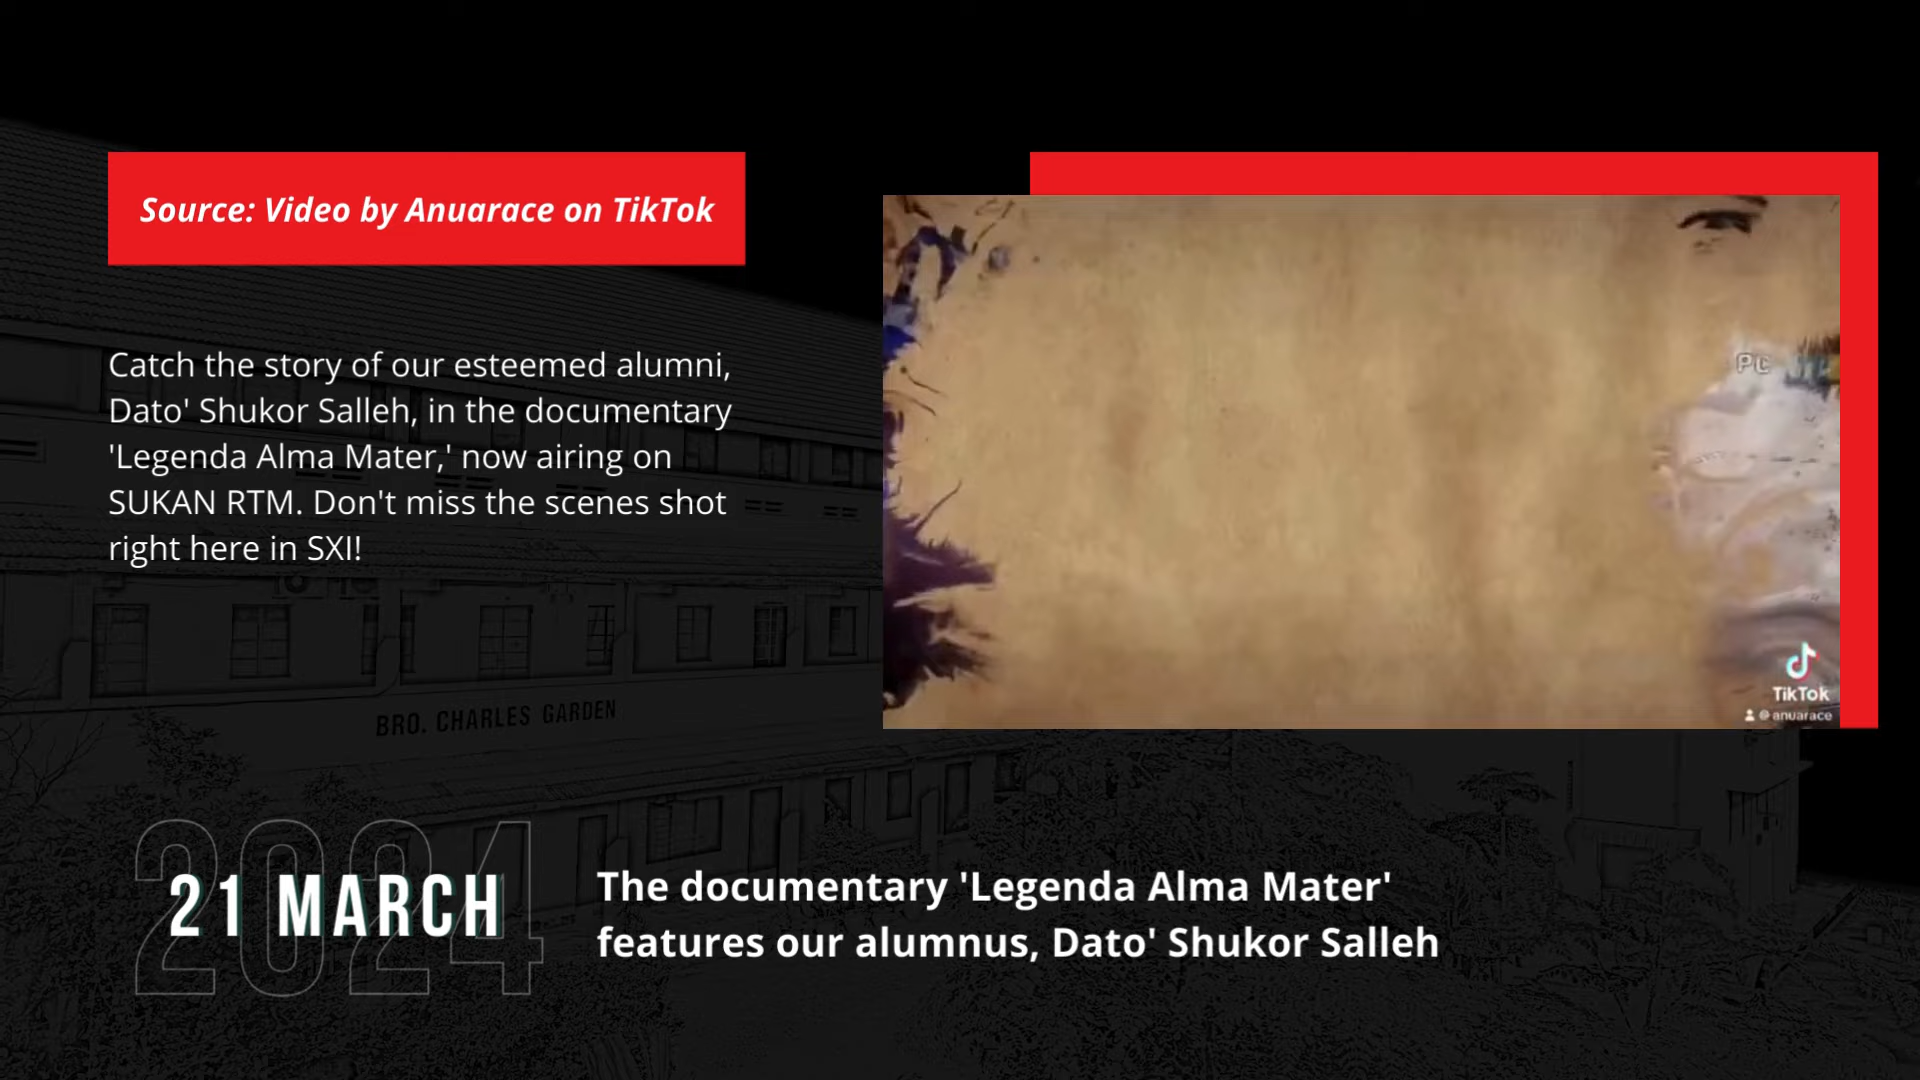 Source: Video by Anuarace on TikTok
Catch the story of our esteemed alumni,
Dato' Shukor Salleh, in the documentary
'Legenda Alma Mater,' now airing on
SUKAN RTM. Don't miss the scenes shot
right here in SXI!
TikTok
@anuarace
BRO. CHARLES GARDEN
2024
21 MARCH
The documentary 'Legenda Alma Mater'
features our alumnus, Dato' Shukor Salleh